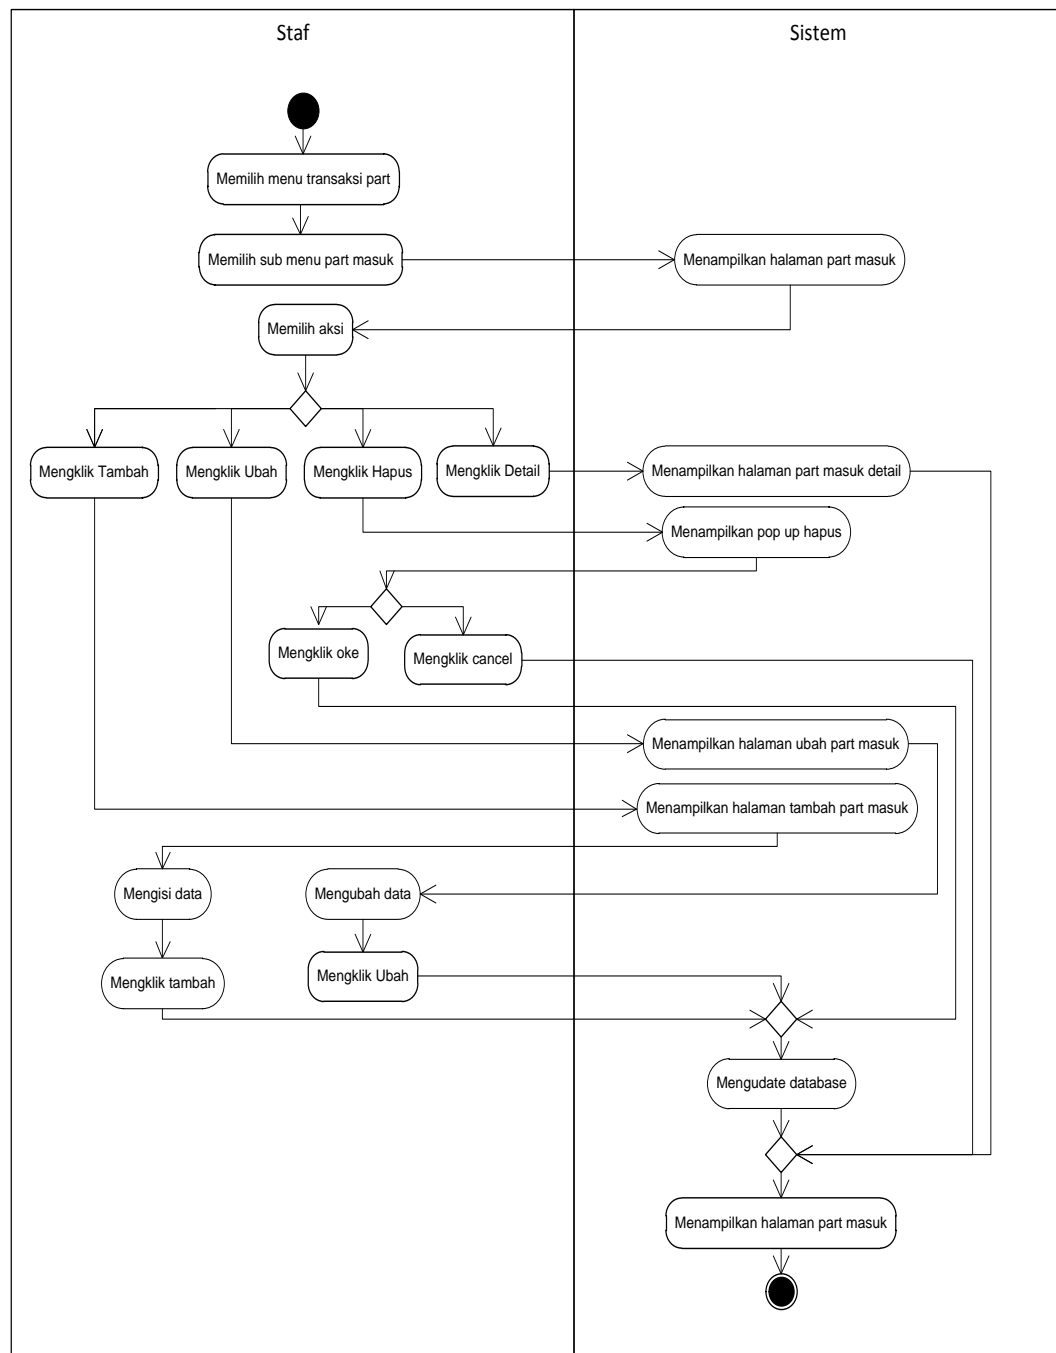 Staf
Sistem
Memilih menu transaksi part
Memilih sub menu part masuk
Menampilkan halaman part masuk
Memilih aksi
Mengklik Tambah
Mengklik Ubah
Mengklik Hapus
Mengklik Detail
Menampilkan halaman part masuk detail
Menampilkan pop up hapus
Mengklik oke
Mengklik cancel
Menampilkan halaman ubah part masuk
Menampilkan halaman tambah part masuk
Mengisi data
Mengubah data
Mengklik tambah
Mengklik Ubah
Mengudate database
Menampilkan halaman part masuk